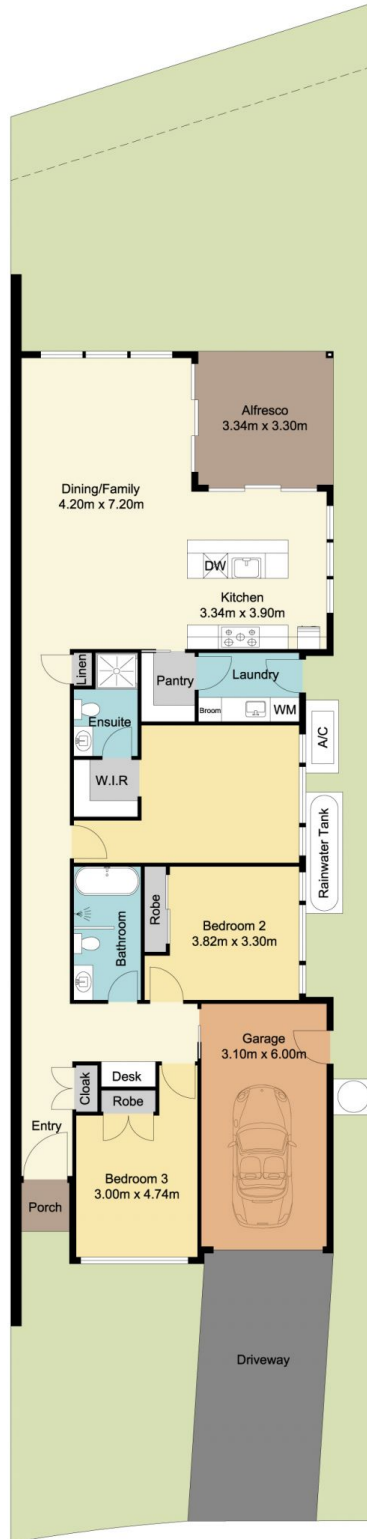 Alfresco
3.34m x 3.30m
Dining/Family
4.20m x 7.20m
DW
Kitchen
3.34m x 3.90m
Linen
Pantry
Laundry
Ensuite
Broom
WM
A/C
W.I.R
Rainwater Tank
Bathroom
Robe
Bedroom 2
3.82m x 3.30m
Garage
3.10m x 6.00m
Desk
Cloak
Robe
Entry
Bedroom 3
3.00m x 4.74m
Porch
Driveway